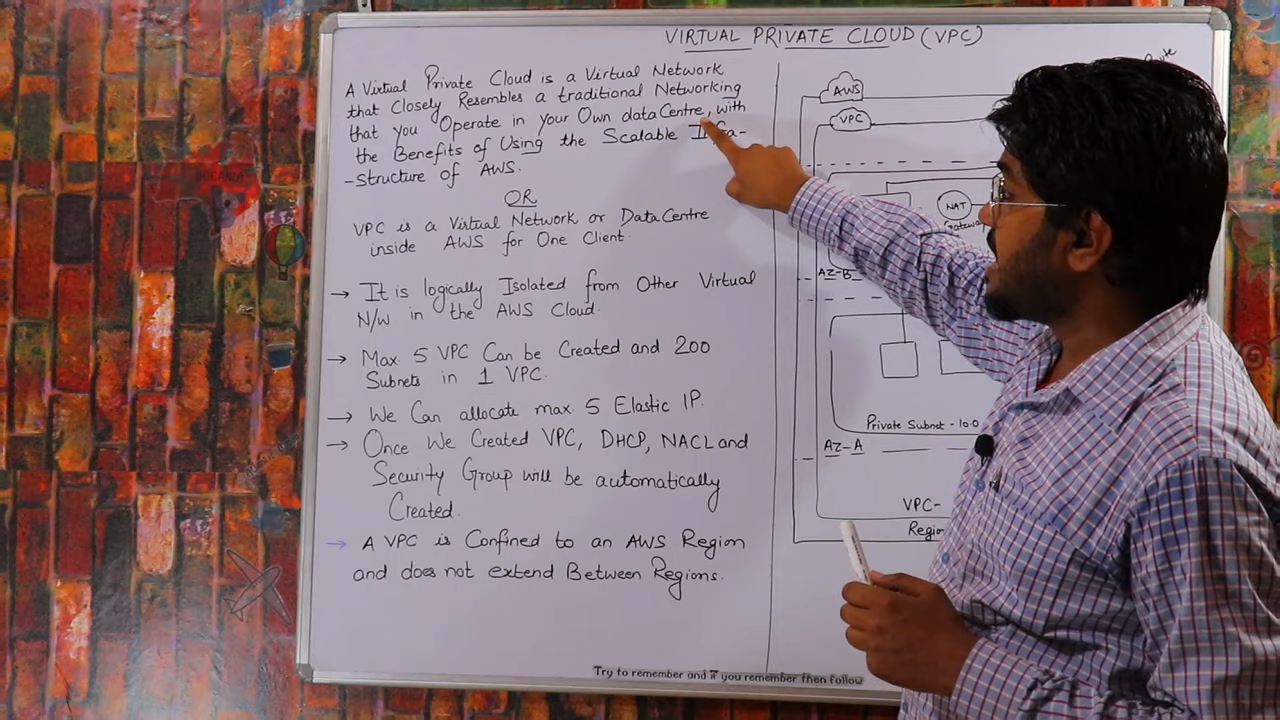 VIRTUAL PRIVATE CLOUD (VPC)
A Virtual Private Cloud is a Virtual Network
that Closely Resembles a traditional Networking
that you Operate in your Own dataCentre, with
the Benefits of Using the Scalable
-Structure of AWS.
OR
VPC is a Virtual Network or DataCentre
inside AWS for One Client.
→ It is logically Isolated from Other Virtual
N/W in the AWS Cloud.
→ Max. 5 VPC Can be Created and 200
Subnets in 1 VPC.
→ We Can allocate max. 5 Elastic IP.
→ Once We Created VPC, DHCP, NACL and
Security Group will be automatically
Created.
→ A VPC is Confined to an AWS Region
and does not extend Between Regions.
AWS
VPC
NAT
Gateway
AZ-B
Private Subnet - 10.0
AZ-A
VPC-
Region
Try to remember and if you remember then follow